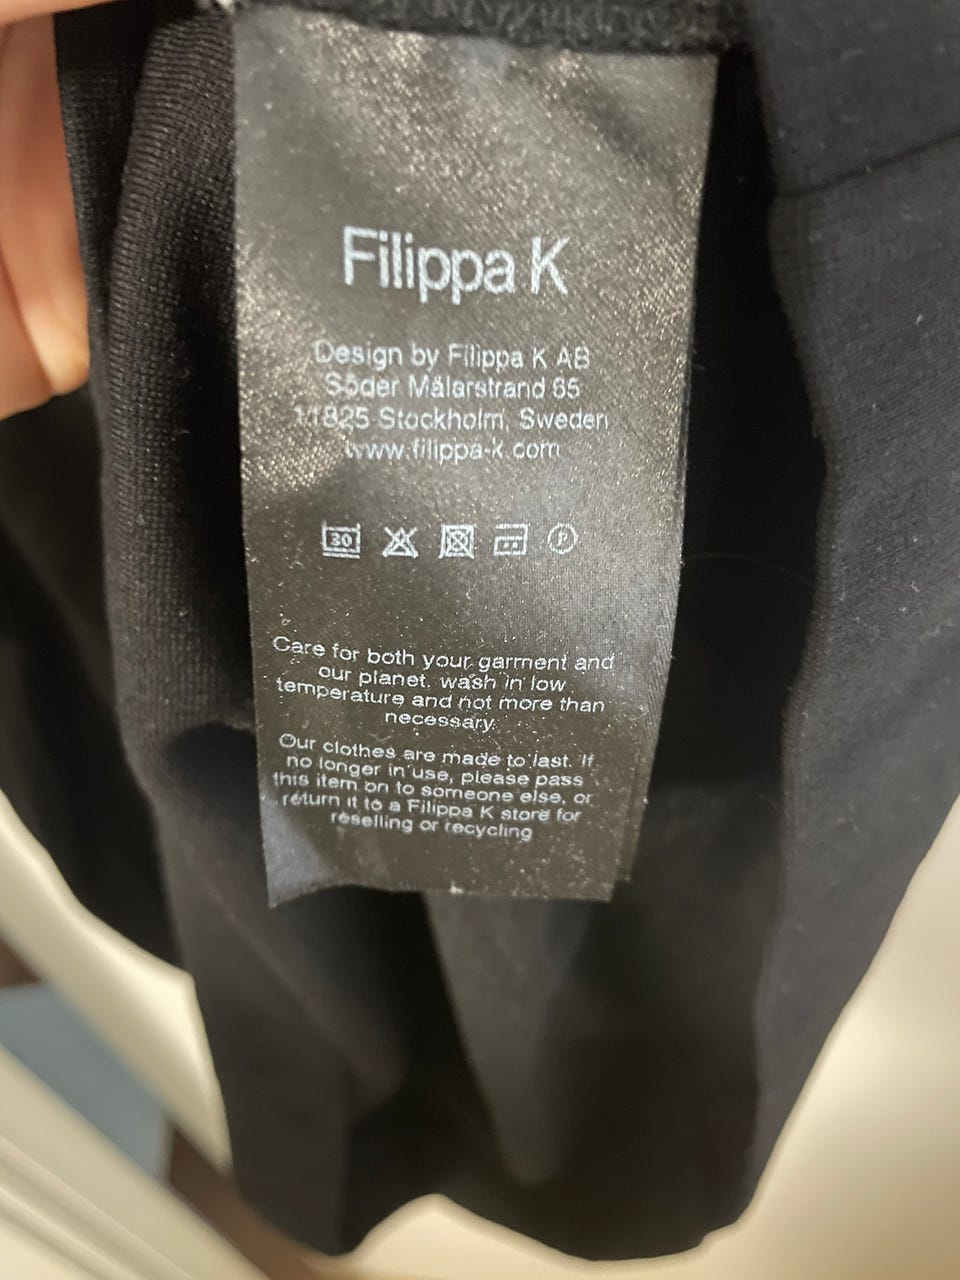 Filippa K
Design by Filippa K AB
Söder Mälarstrand 65
11825 Stockholm, Sweden
www.filippa-k.com
30 P
Care for both your garment and
our planet. wash in low
temperature and not more than
necessary.
Our clothes are made to last. If
no longer in use, please pass
this item on to someone else, or
return it to a Filippa K store for
reselling or recycling